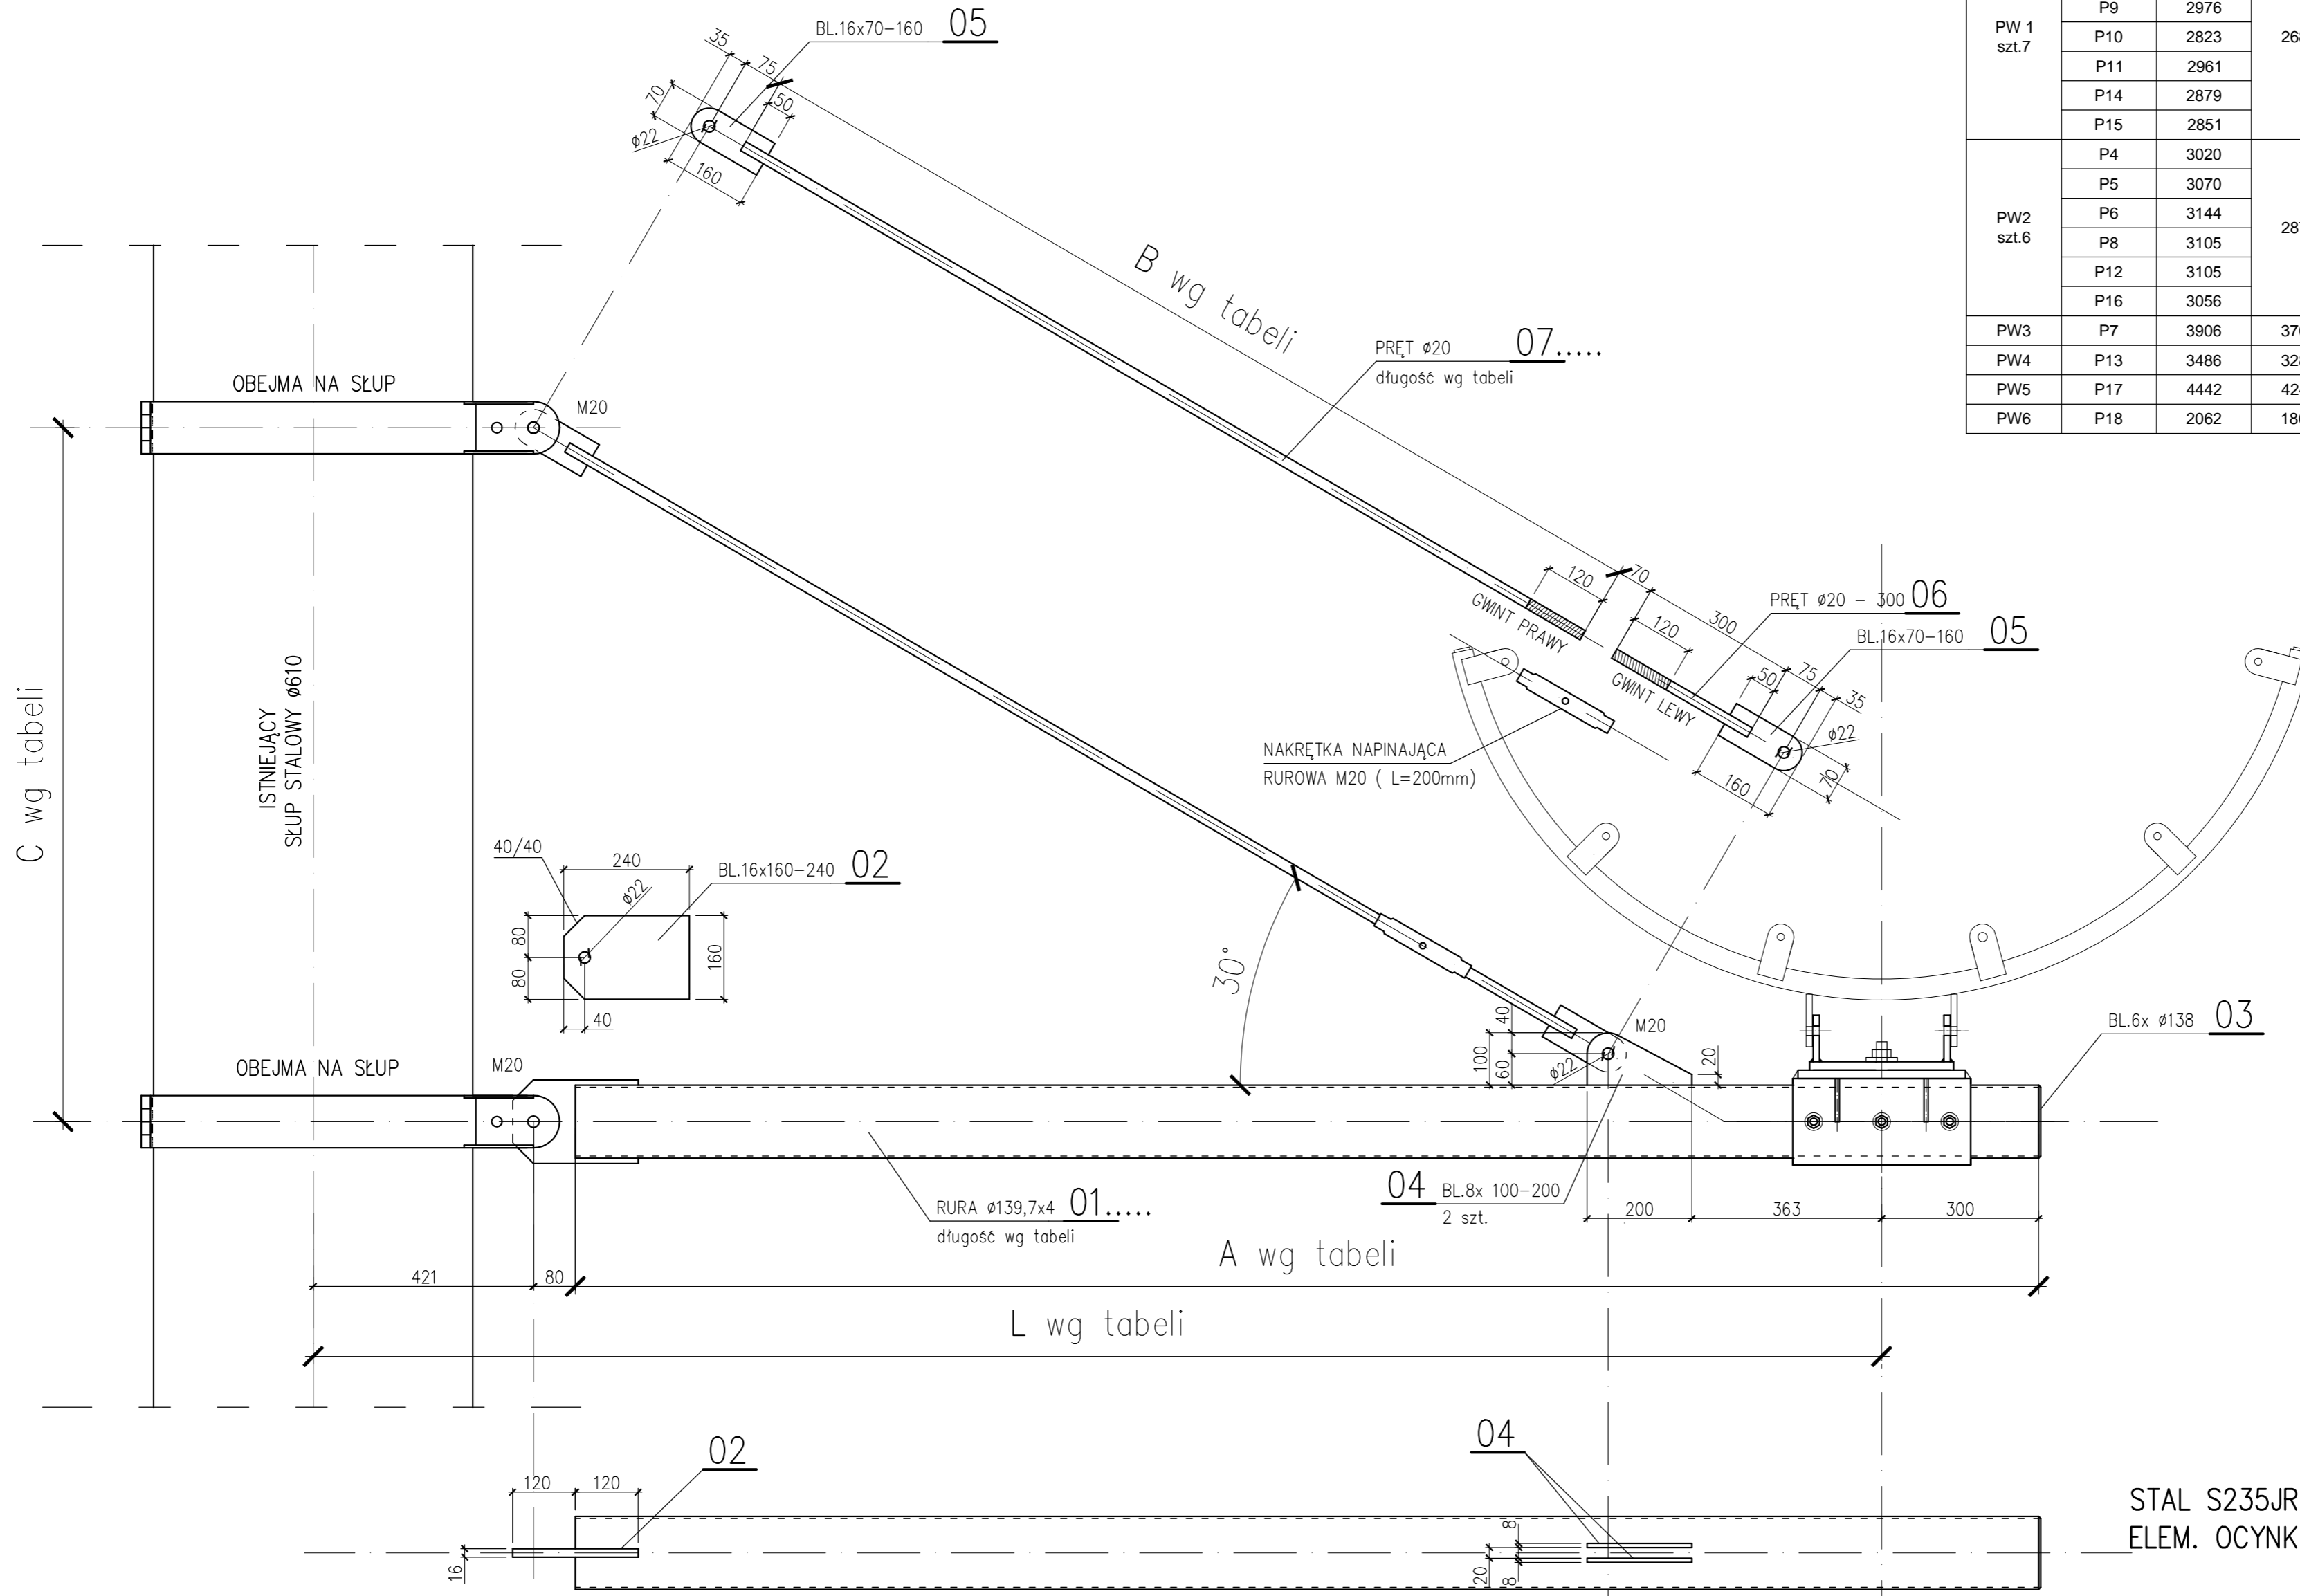 P9 2976
PW 1
szt.7
P10 2823
P11 2961
P14 2879
P15 2851
P4 3020
P5 3070
PW2
szt.6
P6 3144
P8 3105
P12 3105
P16 3056
PW3 P7 3906
PW4 P13 3486
PW5 P17 4442
PW6 P18 2062
BL.16x70-160 05
35
75
50
70
ø22
160
B wg tabeli
PRĘT ø20 07.....
długość wg tabeli
OBEJMA NA SŁUP
M20
C wg tabeli
ISTNIEJĄCY
SŁUP STALOWY ø610
120
70
GWINT PRAWY
PRĘT ø20 - 300 06
300
120
BL.16x70-160 05
50
75
35
GWINT LEWY
ø22
70
160
NAKRĘTKA NAPINAJĄCA
RUROWA M20 ( L=200mm)
40/40
240
BL.16x160-240 02
ø22
80
80
160
40
30°
40
100
60
M20
ø22
20
BL.6x ø138 03
OBEJMA NA SŁUP
M20
RURA ø139,7x4 01.....
długość wg tabeli
04 BL.8x 100-200
2 szt.
200
363
300
A wg tabeli
421
80
L wg tabeli
02
120
120
16
04
8
20
8
STAL S235JR
ELEM. OCYNK